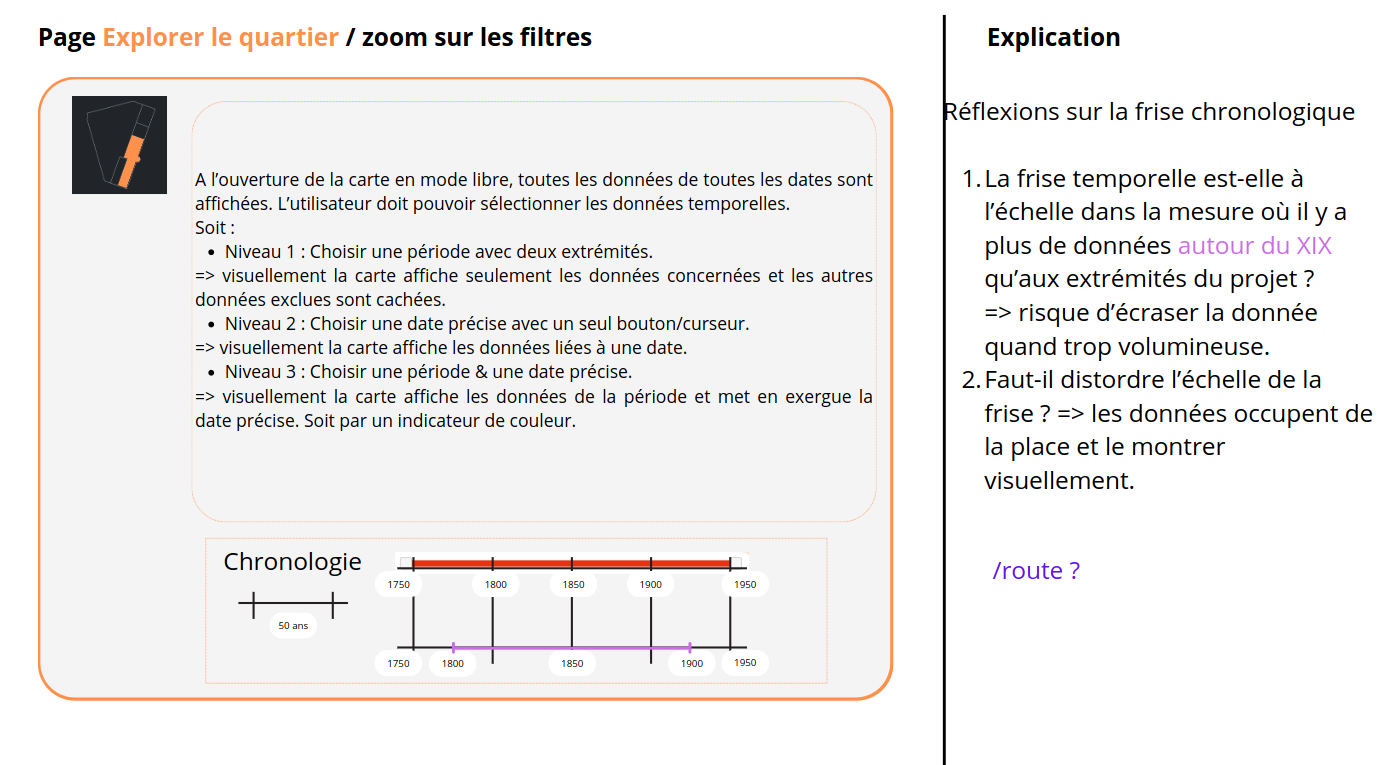 Page Explorer le quartier / zoom sur les filtres
A l’ouverture de la carte en mode libre, toutes les données de toutes les dates sont
affichées. L’utilisateur doit pouvoir sélectionner les données temporelles.
Soit :
• Niveau 1 : Choisir une période avec deux extrémités.
=> visuellement la carte affiche seulement les données concernées et les autres
données exclues sont cachées.
• Niveau 2 : Choisir une date précise avec un seul bouton/curseur.
=> visuellement la carte affiche les données liées à une date.
• Niveau 3 : Choisir une période & une date précise.
=> visuellement la carte affiche les données de la période et met en exergue la
date précise. Soit par un indicateur de couleur.
Chronologie
50 ans
1750 1800 1850 1900 1950
1750 1800 1850 1900 1950
Explication
Réflexions sur la frise chronologique
1. La frise temporelle est-elle à
l’échelle dans la mesure où il y a
plus de données autour du XIX
qu’aux extrémités du projet ?
=> risque d’écraser la donnée
quand trop volumineuse.
2. Faut-il distordre l’échelle de la
frise ? => les données occupent de
la place et le montrer
visuellement.
/route ?